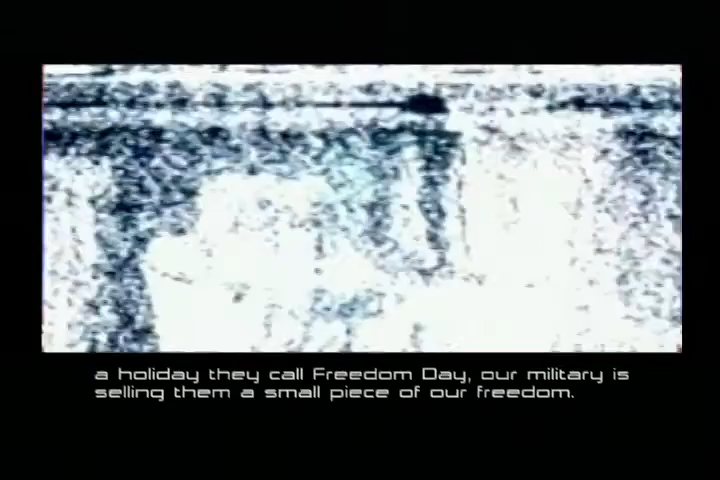 a holiday they call Freedom Day, our military is
selling them a small piece of our freedom.